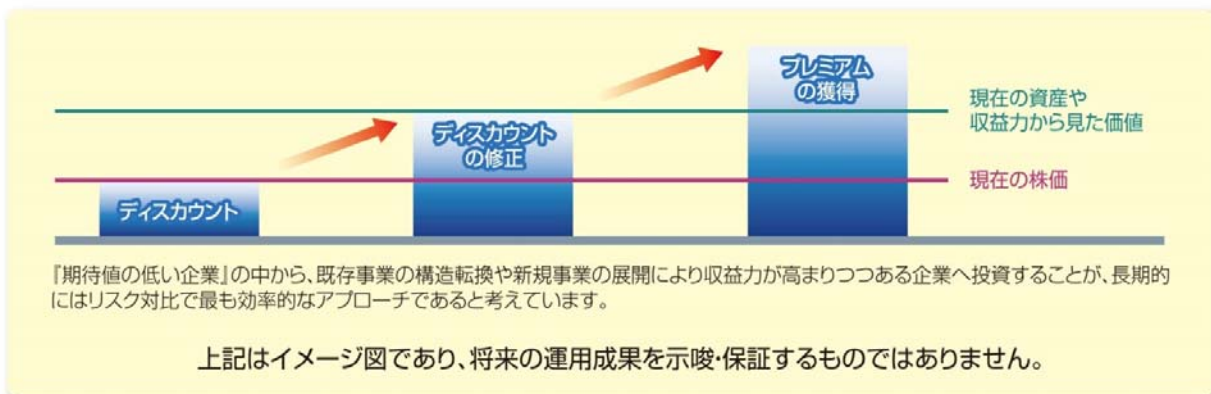 プレミアム
の獲得
現在の資産や
収益力から見た価値
ディスカウント
の修正
現在の株価
ディスカウント
『期待値の低い企業』の中から、既存事業の構造転換や新規事業の展開により収益力が高まりつつある企業へ投資することが、長期的
にはリスク対比で最も効率的なアプローチであると考えています。
上記はイメージ図であり、将来の運用成果を示唆・保証するものではありません。